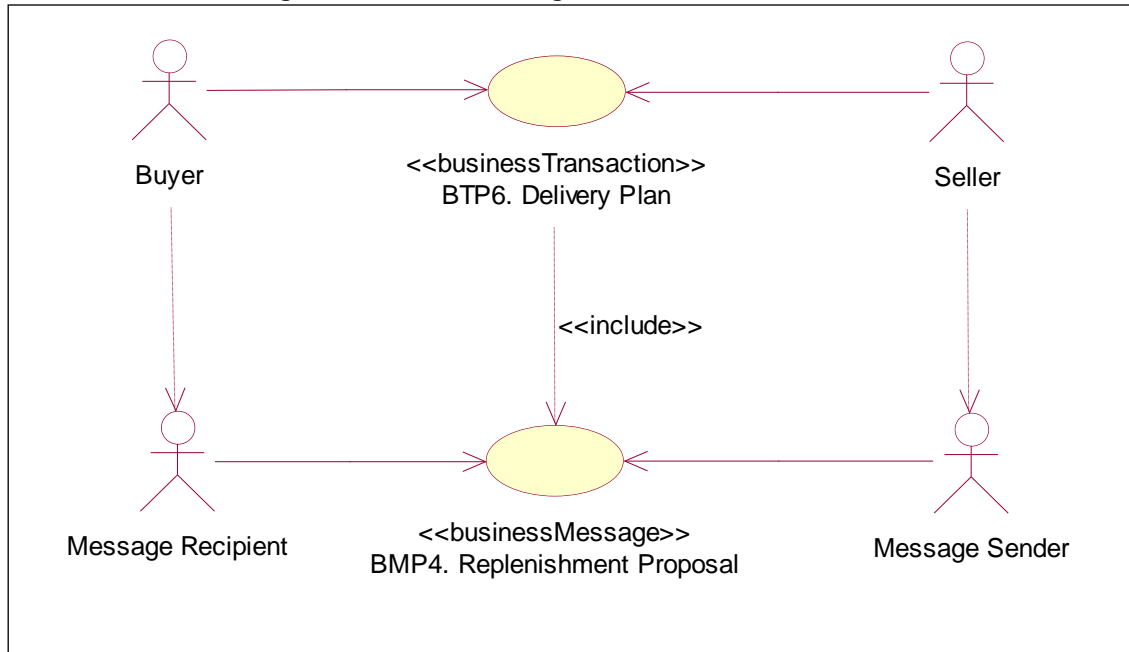 Buyer
<<businessTransaction>>
BTP6. Delivery Plan
Seller
<<include>>
Message Recipient
<<businessMessage>>
BMP4. Replenishment Proposal
Message Sender